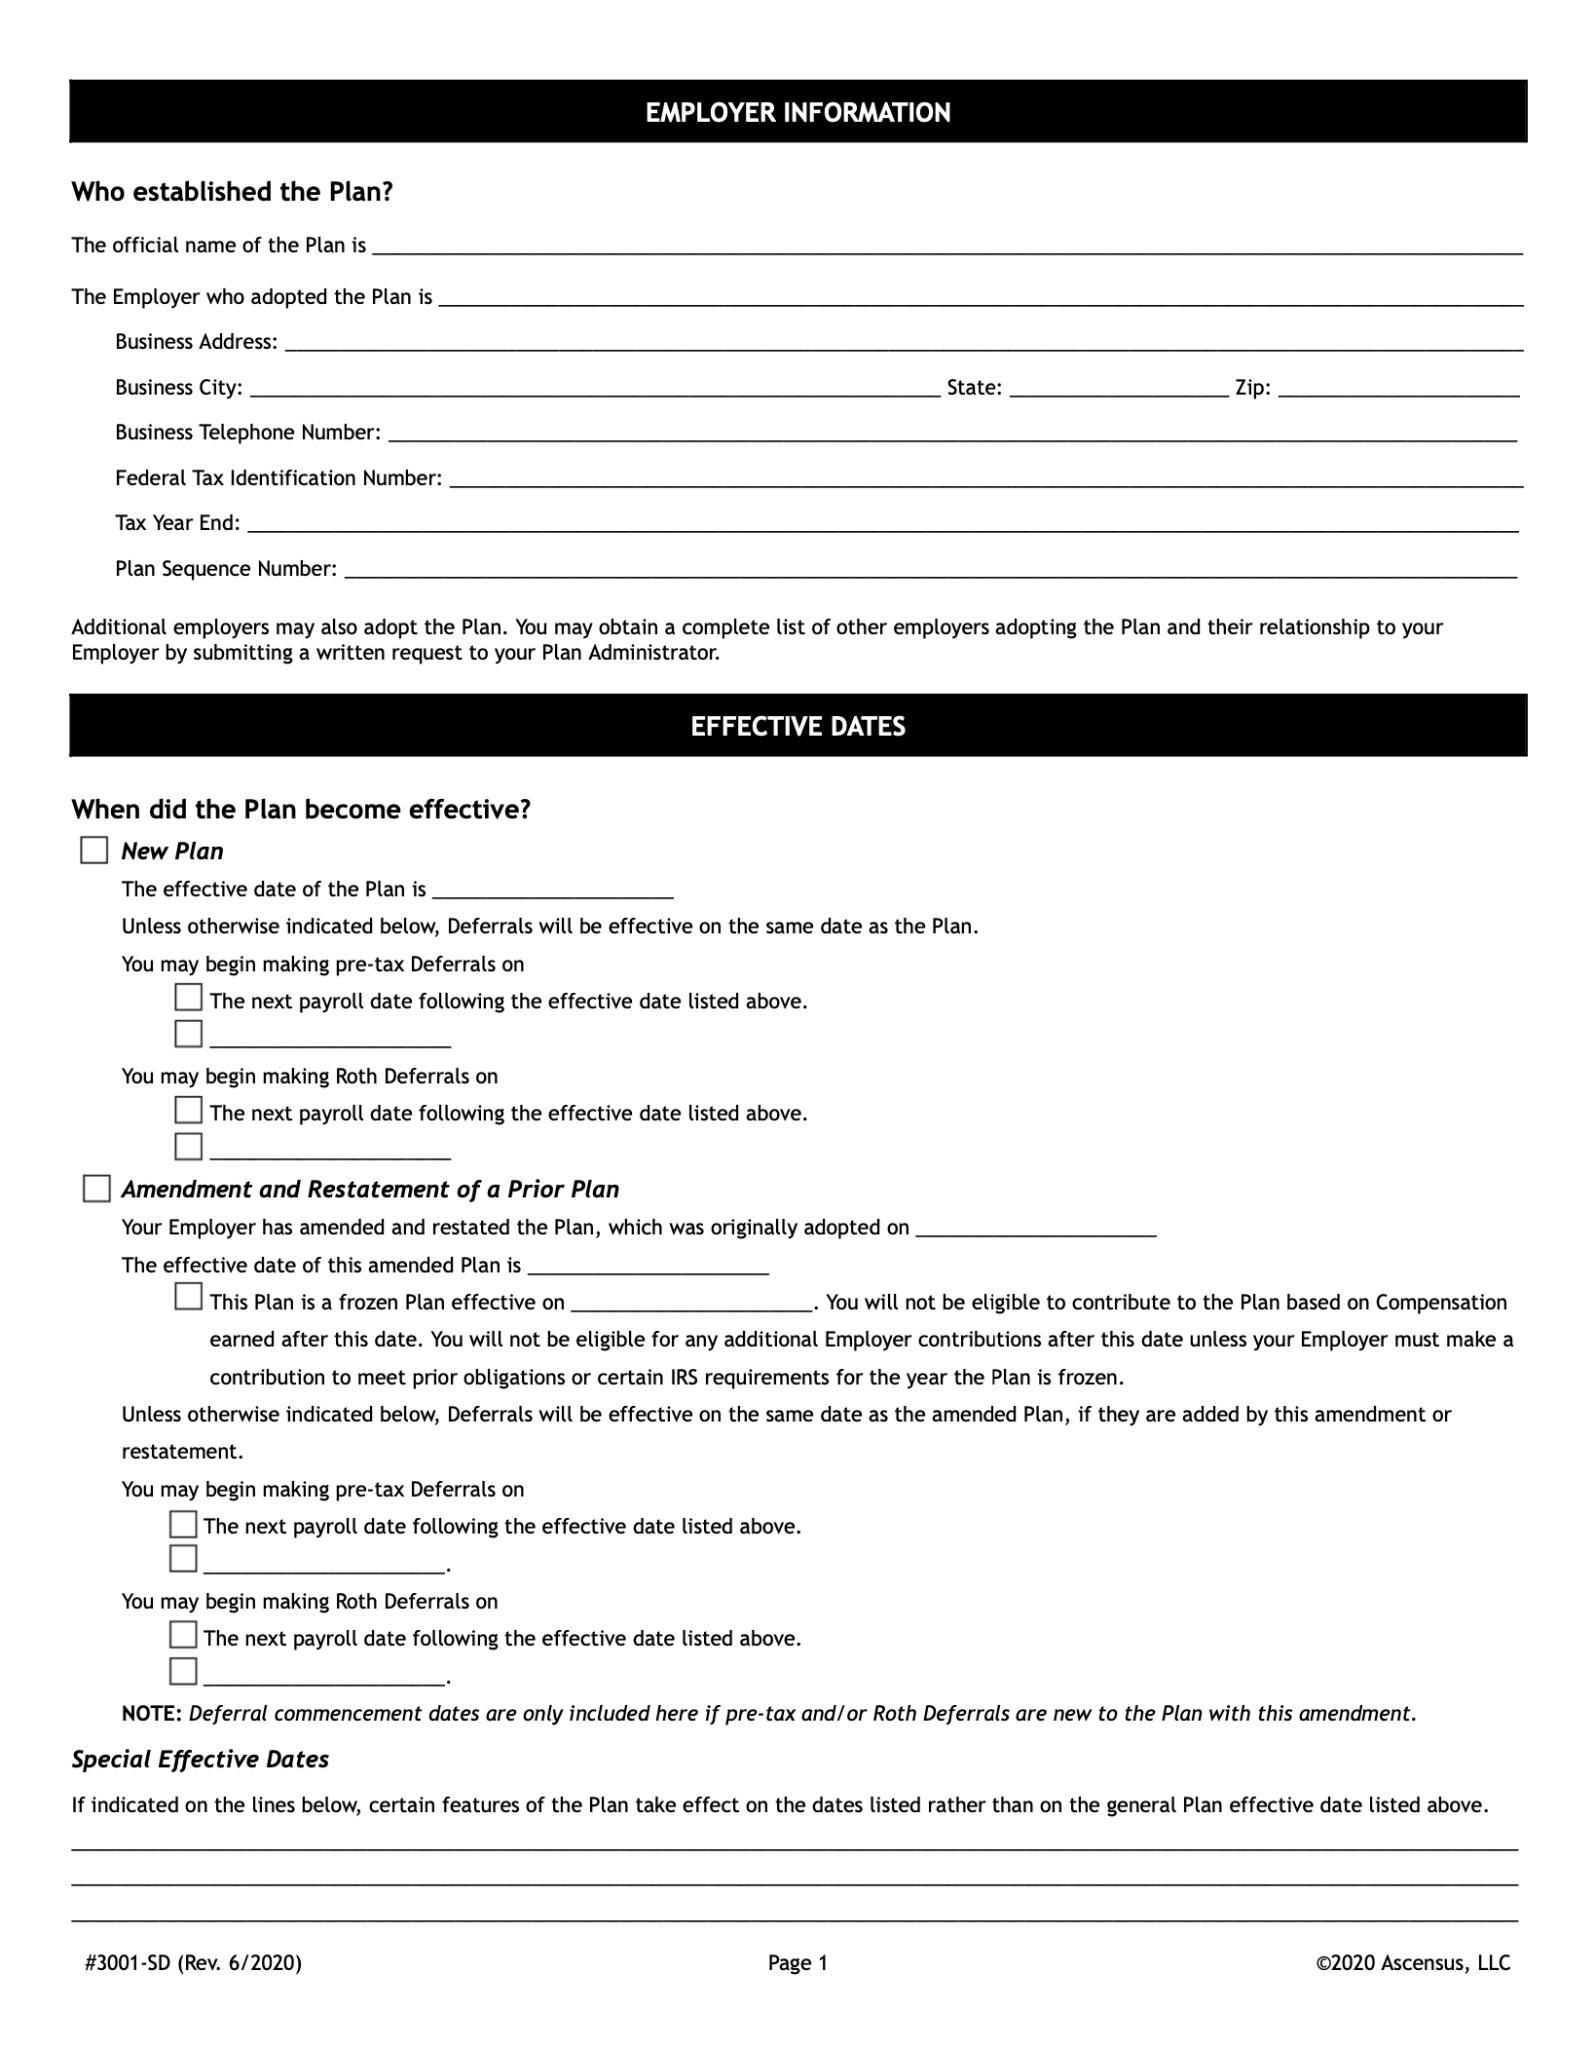 EMPLOYER INFORMATION
Who established the Plan?
The official name of the Plan is ____________________
The Employer who adopted the Plan is ____________________
Business Address: ____________________
Business City: ____________________ State: ____________________ Zip: ____________________
Business Telephone Number: ____________________
Federal Tax Identification Number: ____________________
Tax Year End: ____________________
Plan Sequence Number: ____________________
Additional employers may also adopt the Plan. You may obtain a complete list of other employers adopting the Plan and their relationship to your
Employer by submitting a written request to your Plan Administrator.
EFFECTIVE DATES
When did the Plan become effective?
☐ New Plan
The effective date of the Plan is ____________________
Unless otherwise indicated below, Deferrals will be effective on the same date as the Plan.
You may begin making pre-tax Deferrals on
☐ The next payroll date following the effective date listed above.
☐ ____________________
You may begin making Roth Deferrals on
☐ The next payroll date following the effective date listed above.
☐ ____________________
☐ Amendment and Restatement of a Prior Plan
Your Employer has amended and restated the Plan, which was originally adopted on ____________________
The effective date of this amended Plan is ____________________
☐ This Plan is a frozen Plan effective on ____________________. You will not be eligible to contribute to the Plan based on Compensation
earned after this date. You will not be eligible for any additional Employer contributions after this date unless your Employer must make a
contribution to meet prior obligations or certain IRS requirements for the year the Plan is frozen.
Unless otherwise indicated below, Deferrals will be effective on the same date as the amended Plan, if they are added by this amendment or
restatement.
You may begin making pre-tax Deferrals on
☐ The next payroll date following the effective date listed above.
☐ ____________________.
You may begin making Roth Deferrals on
☐ The next payroll date following the effective date listed above.
☐ ____________________.
NOTE: Deferral commencement dates are only included here if pre-tax and/or Roth Deferrals are new to the Plan with this amendment.
Special Effective Dates
If indicated on the lines below, certain features of the Plan take effect on the dates listed rather than on the general Plan effective date listed above.
____________________
____________________
____________________
#3001-SD (Rev. 6/2020) Page 1 ©2020 Ascensus, LLC